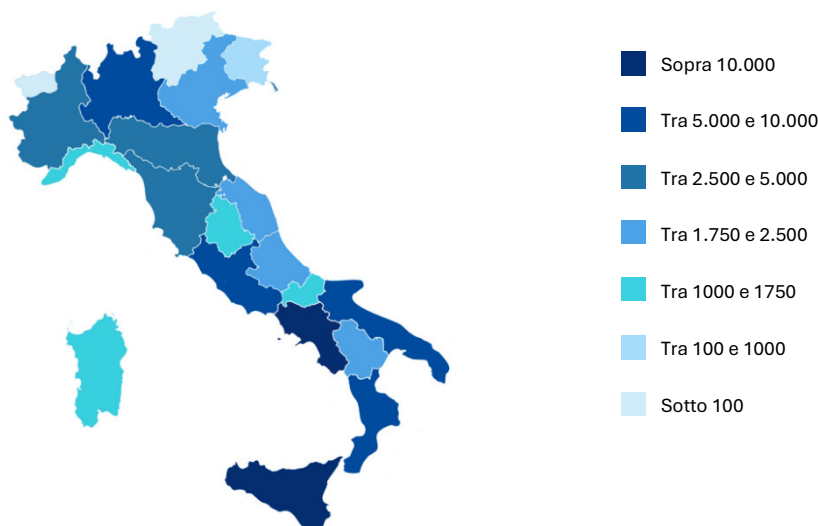 Sopra 10.000
Tra 5.000 e 10.000
Tra 2.500 e 5.000
Tra 1.750 e 2.500
Tra 1000 e 1750
Tra 100 e 1000
Sotto 100